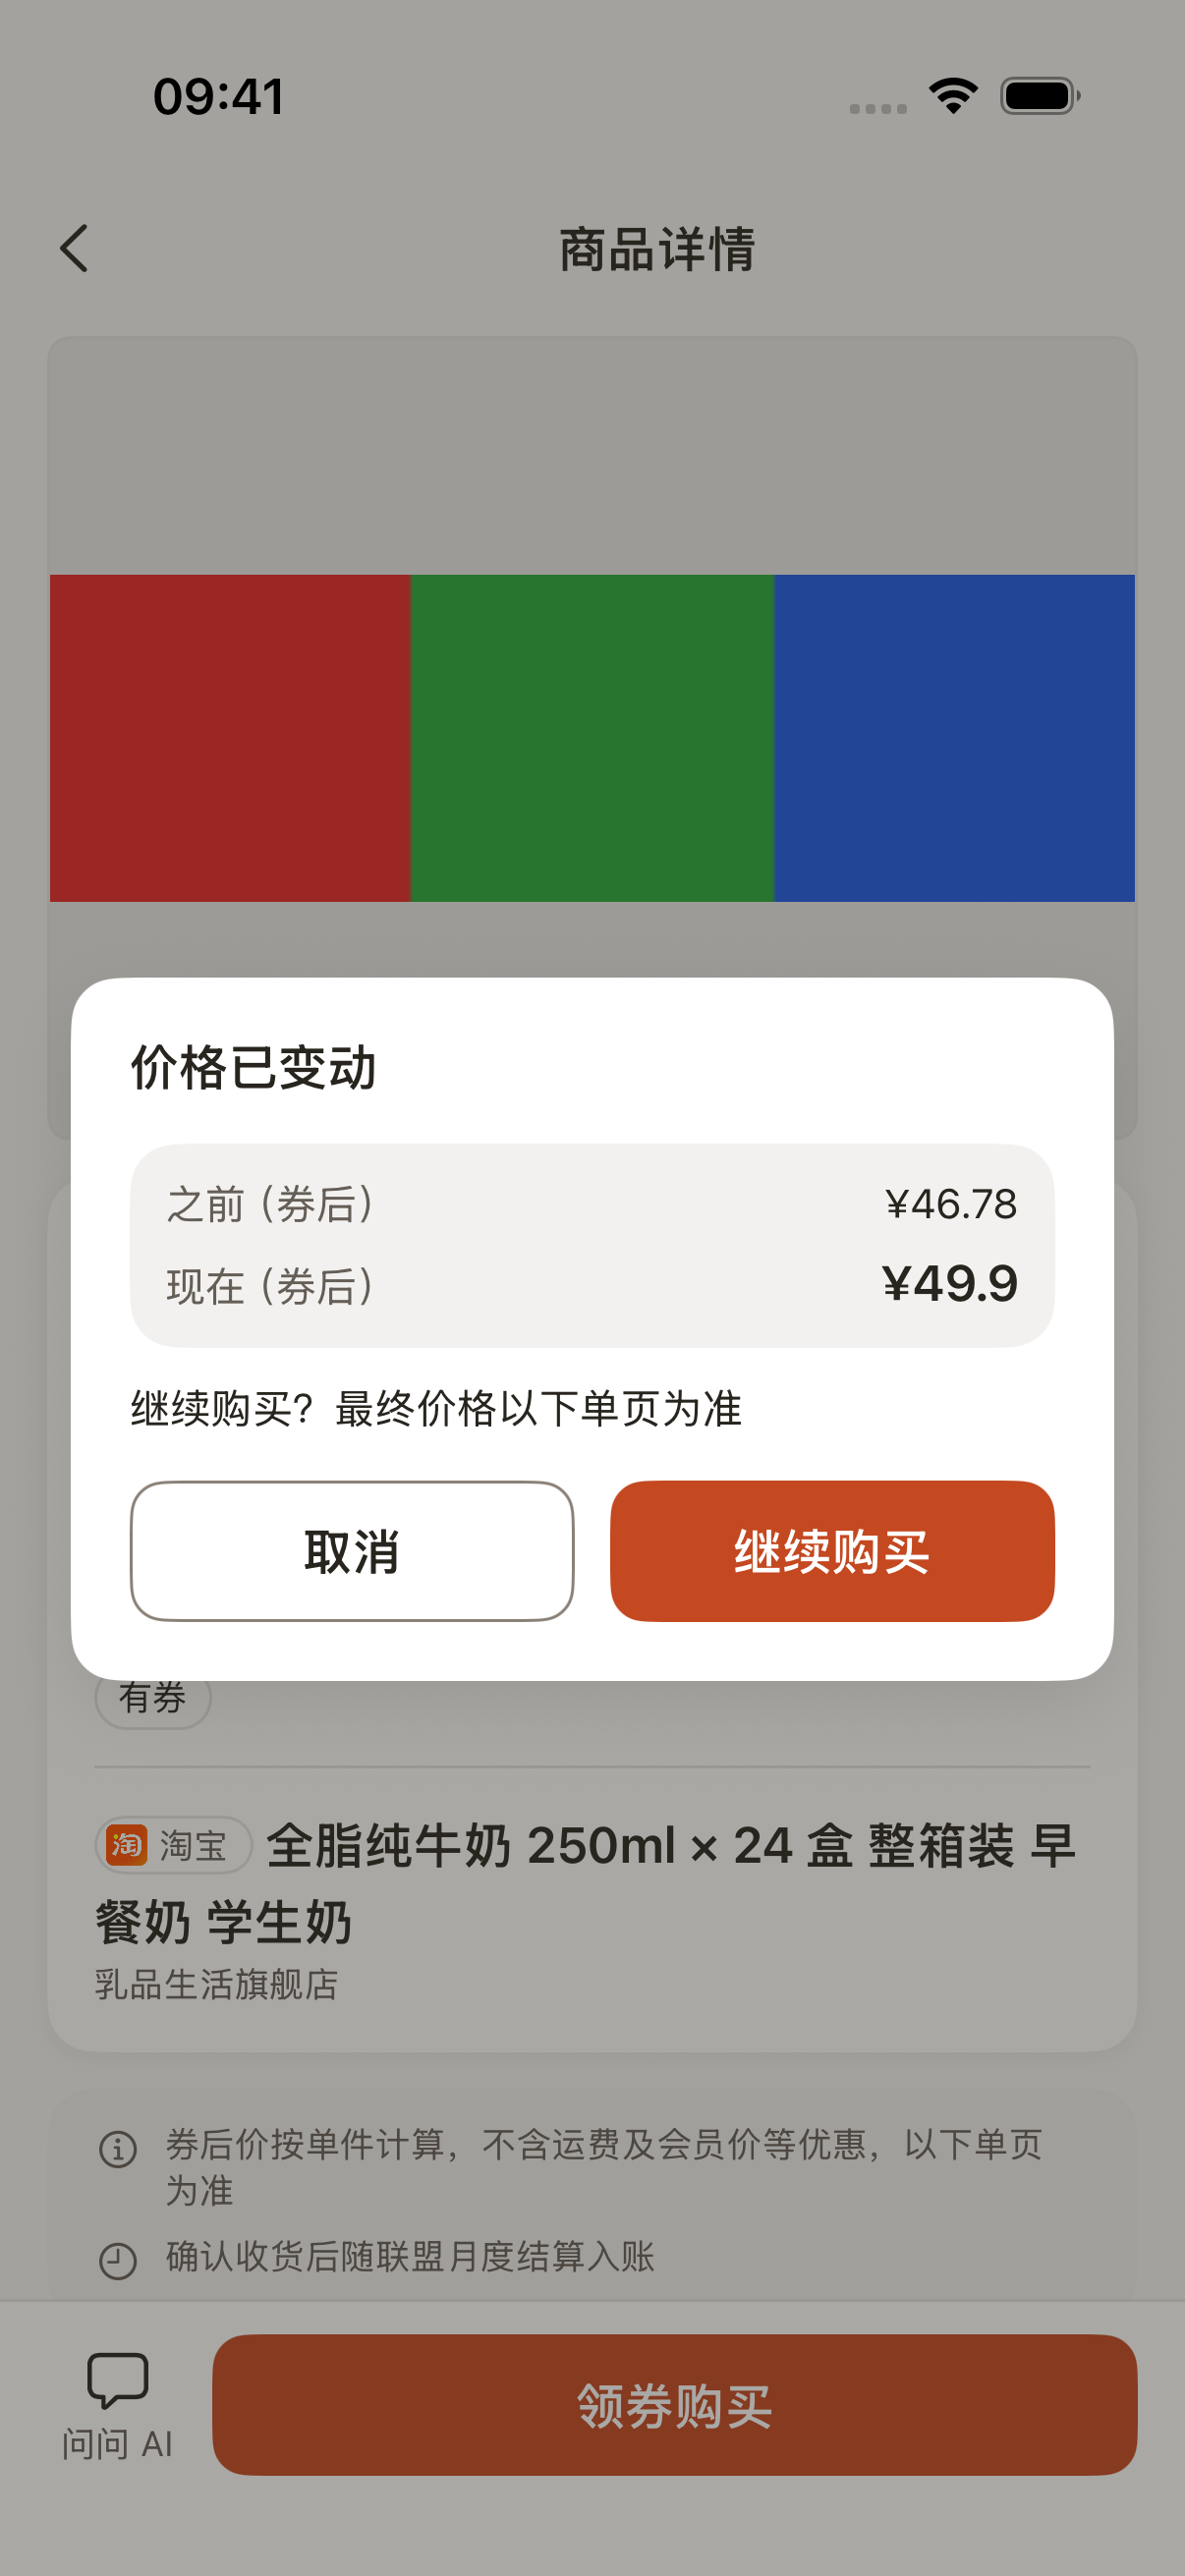 09:41
商品详情
价格已变动
之前（券后） ¥46.78
现在（券后） ¥49.9
继续购买？最终价格以下单页为准
取消 继续购买
有券
淘 淘宝 全脂纯牛奶 250ml × 24 盒 整箱装 早
餐奶 学生奶
乳品生活旗舰店
券后价按单件计算，不含运费及会员价等优惠，以下单页
为准
确认收货后随联盟月度结算入账
领券购买
问问 AI